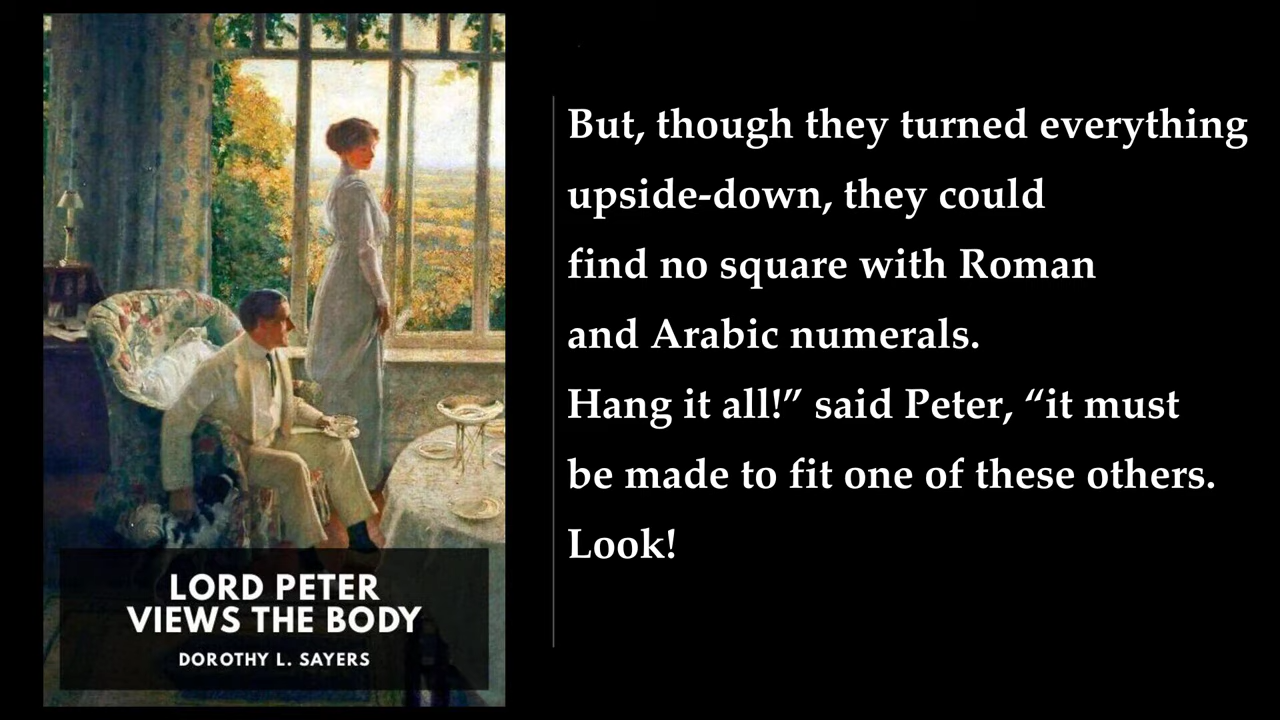 But, though they turned everything
upside-down, they could
find no square with Roman
and Arabic numerals.
Hang it all!” said Peter, “it must
be made to fit one of these others.
Look!
LORD PETER
VIEWS THE BODY
DOROTHY L. SAYERS